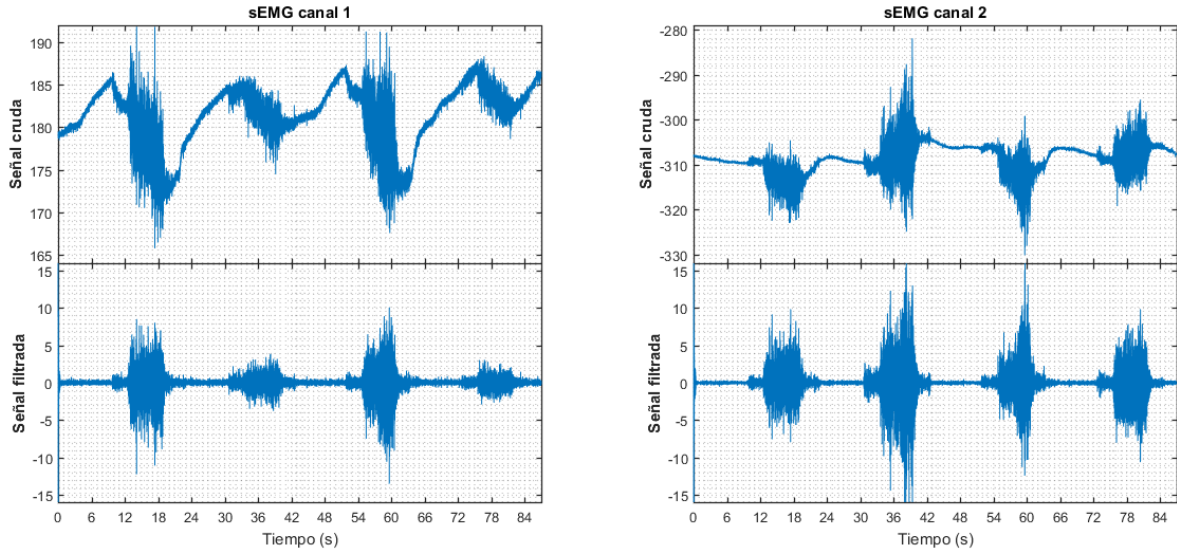 sEMG canal 1
190
185
180
175
170
165
Señal cruda
15
10
5
0
-5
-10
-15
Señal filtrada
0 6 12 18 24 30 36 42 48 54 60 66 72 78 84
Tiempo (s)
sEMG canal 2
-280
-290
-300
-310
-320
-330
Señal cruda
15
10
5
0
-5
-10
-15
Señal filtrada
0 6 12 18 24 30 36 42 48 54 60 66 72 78 84
Tiempo (s)